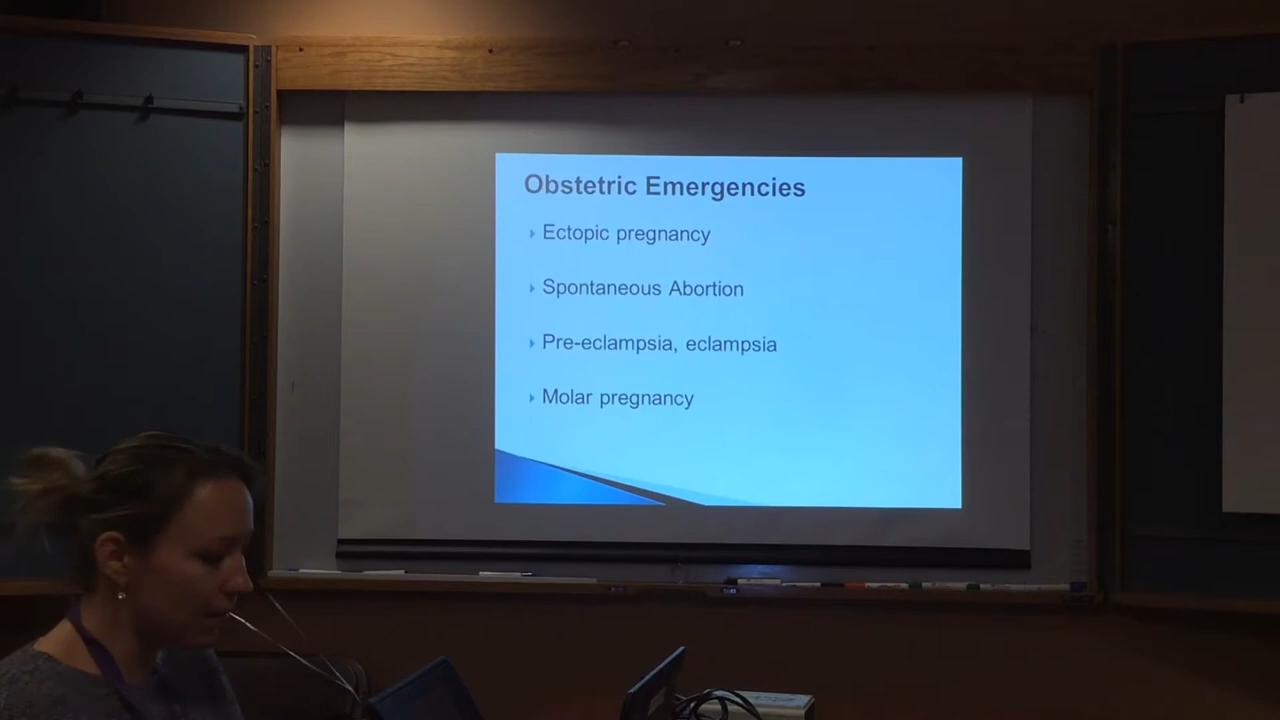 Obstetric Emergencies
Ectopic pregnancy
Spontaneous Abortion
Pre-eclampsia, eclampsia
Molar pregnancy